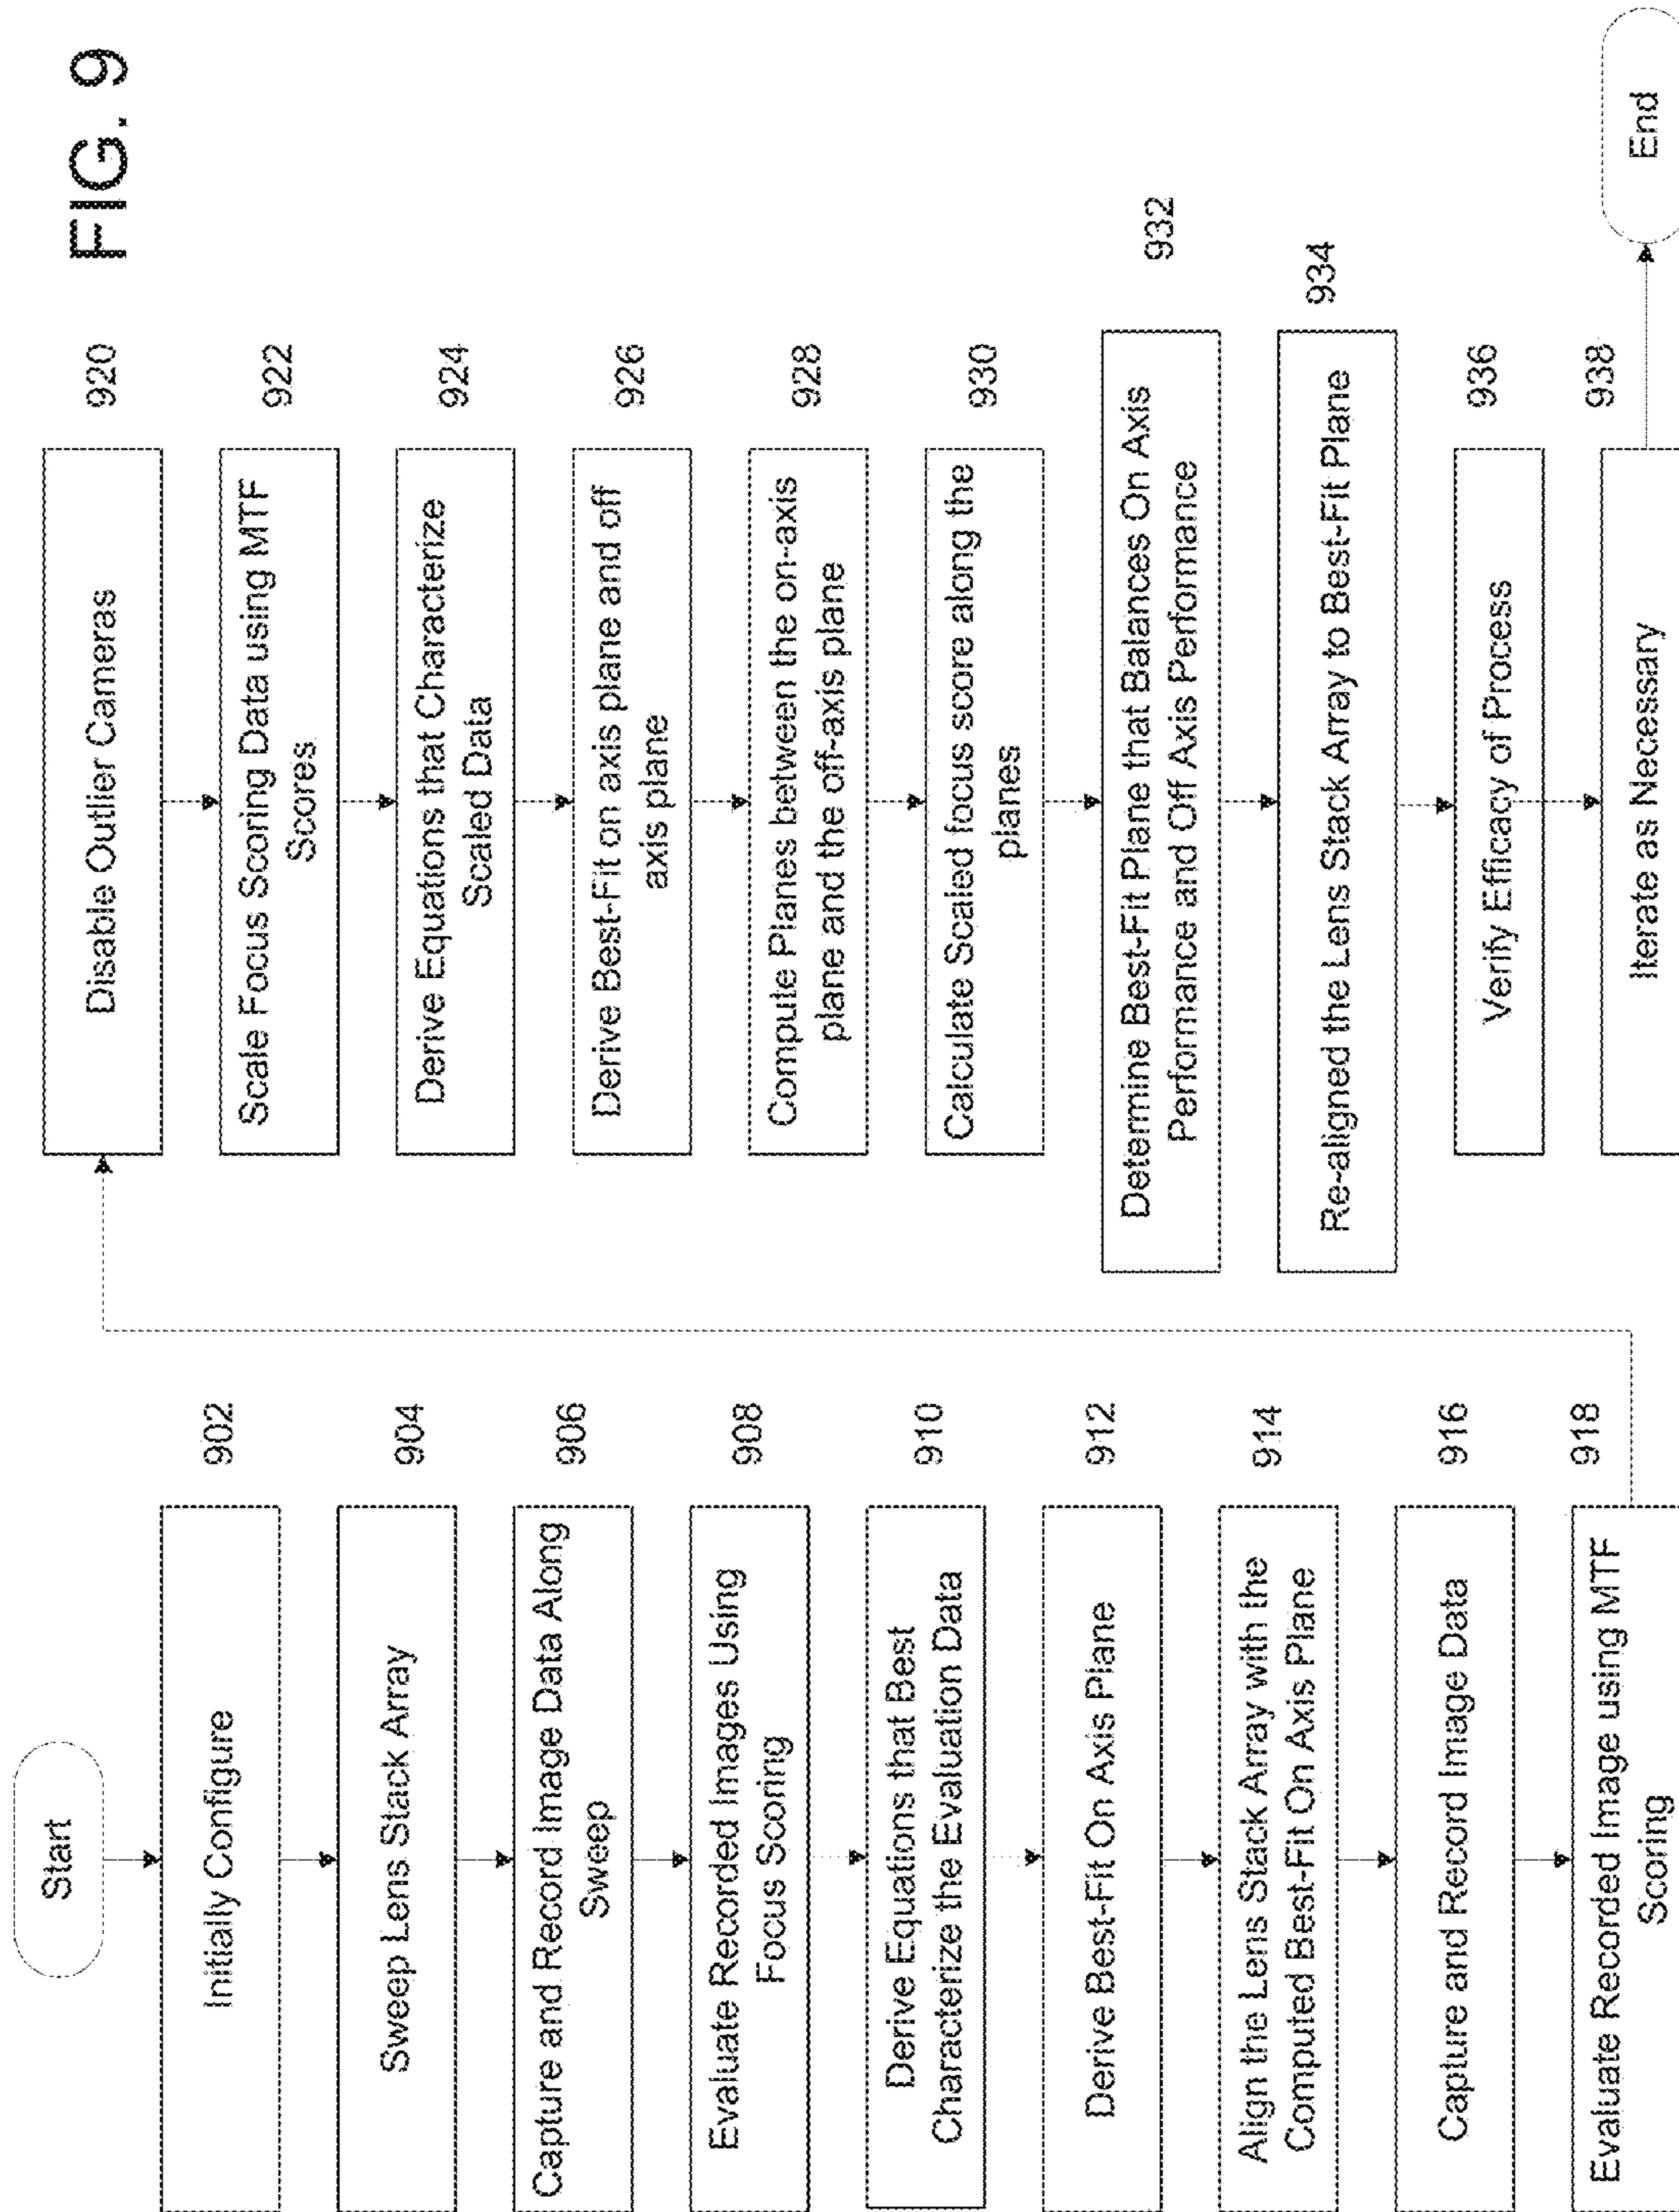 FIG. 9
Start
Initially Configure
902
Sweep Lens Stack Array
904
Capture and Record Image Data Along
Sweep
906
Evaluate Recorded Images Using
Focus Scoring
908
Derive Equations that Best
Characterize the Evaluation Data
910
Derive Best-Fit On Axis Plane
912
Align the Lens Stack Array with the
Computed Best-Fit On Axis Plane
914
Capture and Record Image Data
916
Evaluate Recorded Image using MTF
Scoring
918
Disable Outlier Cameras
920
Scale Focus Scoring Data using MTF
Scores
922
Derive Equations that Characterize
Scaled Data
924
Derive Best-Fit on axis plane and off
axis plane
926
Compute Planes between the on-axis
plane and the off-axis plane
928
Calculate Scaled focus score along the
planes
930
Determine Best-Fit Plane that Balances On Axis
Performance and Off Axis Performance
932
Re-aligned the Lens Stack Array to Best-Fit Plane
934
Verify Efficacy of Process
936
Iterate as Necessary
938
End